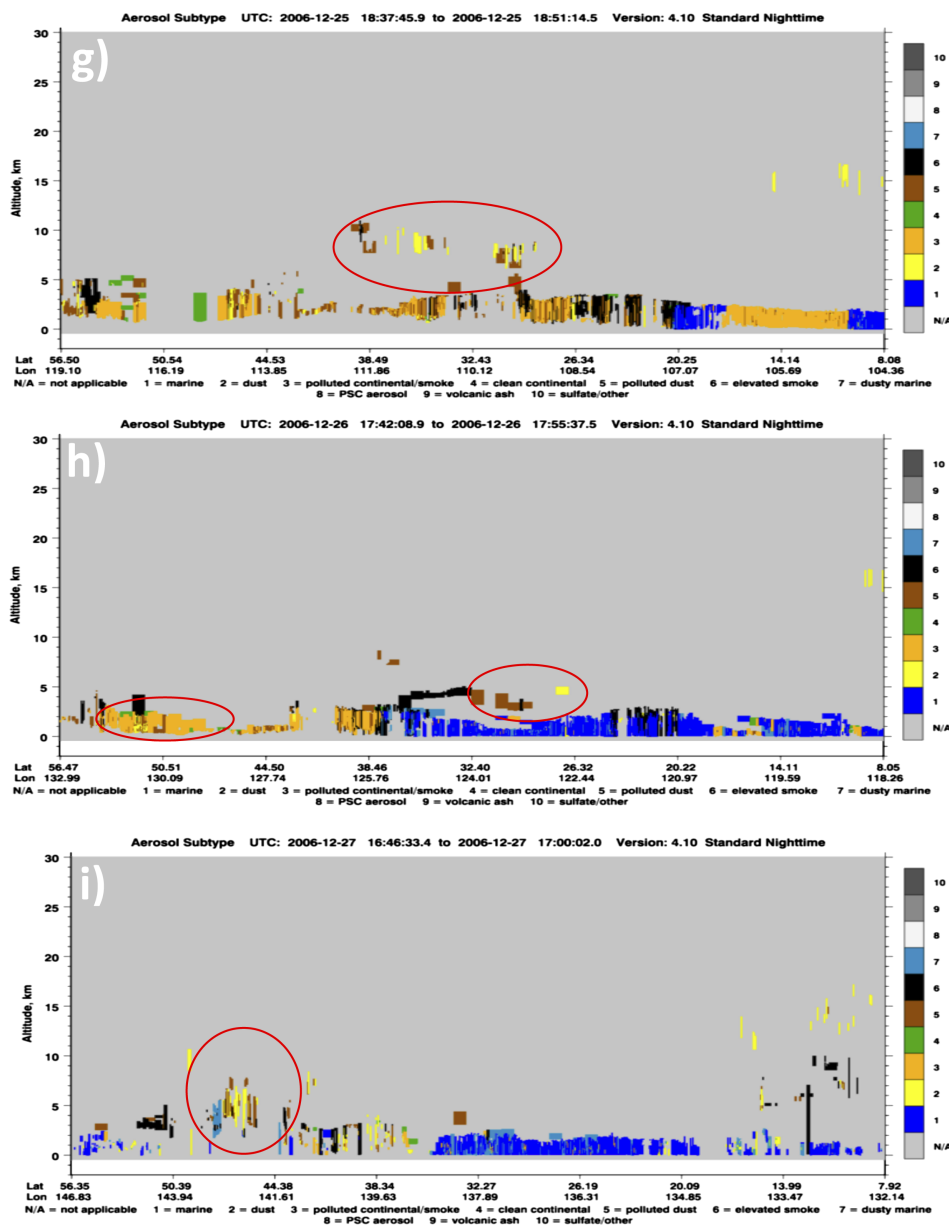 Aerosol Subtype UTC: 2006-12-25 18:37:45.9 to 2006-12-25 18:51:14.5 Version: 4.10 Standard Nighttime
g)
Altitude, km
30
25
20
15
10
5
0
10
9
8
7
6
5
4
3
2
1
N/A
Lat 56.50 50.54 44.53 38.49 32.43 26.34 20.25 14.14 8.08
Lon 119.10 116.19 113.85 111.86 110.12 108.54 107.07 105.69 104.36
N/A = not applicable 1 = marine 2 = dust 3 = polluted continental/smoke 4 = clean continental 5 = polluted dust 6 = elevated smoke 7 = dusty marine
8 = PSC aerosol 9 = volcanic ash 10 = sulfate/other
Aerosol Subtype UTC: 2006-12-26 17:42:08.9 to 2006-12-26 17:55:37.5 Version: 4.10 Standard Nighttime
h)
Altitude, km
30
25
20
15
10
5
0
10
9
8
7
6
5
4
3
2
1
N/A
Lat 56.47 50.51 44.50 38.46 32.40 26.32 20.22 14.11 8.05
Lon 132.99 130.09 127.74 125.76 124.01 122.44 120.97 119.59 118.26
N/A = not applicable 1 = marine 2 = dust 3 = polluted continental/smoke 4 = clean continental 5 = polluted dust 6 = elevated smoke 7 = dusty marine
8 = PSC aerosol 9 = volcanic ash 10 = sulfate/other
Aerosol Subtype UTC: 2006-12-27 16:46:33.4 to 2006-12-27 17:00:02.0 Version: 4.10 Standard Nighttime
i)
Altitude, km
30
25
20
15
10
5
0
10
9
8
7
6
5
4
3
2
1
N/A
Lat 56.35 50.39 44.38 38.34 32.27 26.19 20.09 13.99 7.92
Lon 146.83 143.94 141.61 139.63 137.89 136.31 134.85 133.47 132.14
N/A = not applicable 1 = marine 2 = dust 3 = polluted continental/smoke 4 = clean continental 5 = polluted dust 6 = elevated smoke 7 = dusty marine
8 = PSC aerosol 9 = volcanic ash 10 = sulfate/other